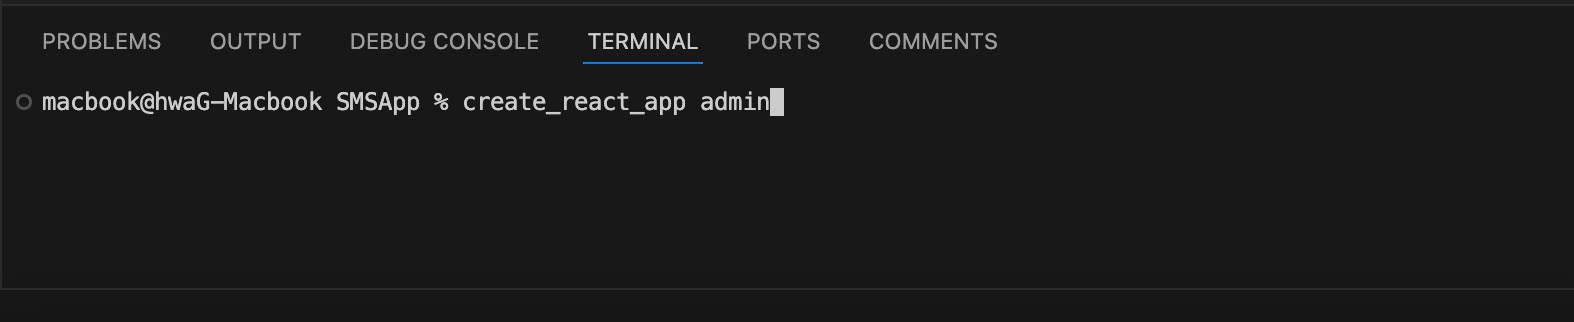 PROBLEMS OUTPUT DEBUG CONSOLE TERMINAL PORTS COMMENTS
macbook@hwaG-Macbook SMSApp % create_react_app admin